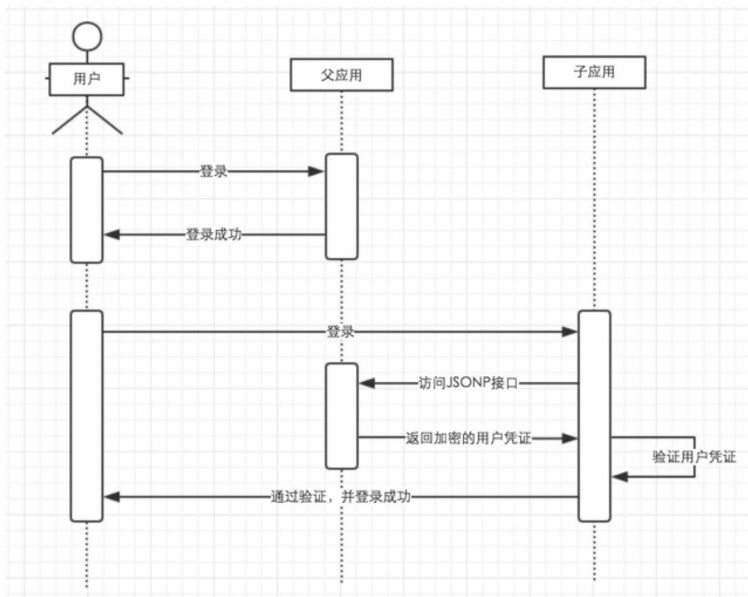 用户
父应用
子应用
登录
登录成功
登录
访问JSONP接口
返回加密的用户凭证
验证用户凭证
通过验证，并登录成功